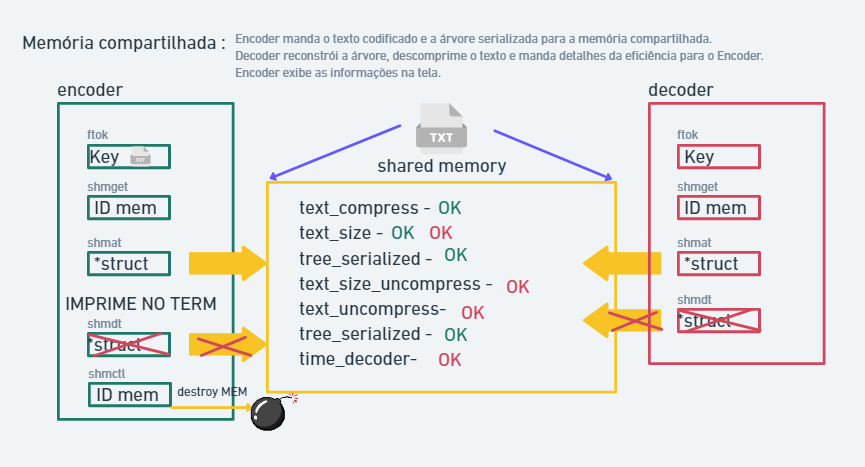 Memória compartilhada :
Encoder manda o texto codificado e a árvore serializada para a memória compartilhada.
Decoder reconstrói a árvore, descomprime o texto e manda detalhes da eficiência para o Encoder.
Encoder exibe as informações na tela.
encoder
ftok
Key TXT
shmget
ID mem
shmat
*struct
IMPRIME NO TERM
shmdt
*struct
shmctl
ID mem
destroy MEM
TXT
shared memory
text_compress - OK
text_size - OK OK
tree_serialized - OK
text_size_uncompress - OK
text_uncompress- OK
tree_serialized - OK
time_decoder- OK
decoder
ftok
Key
shmget
ID mem
shmat
*struct
shmdt
*struct